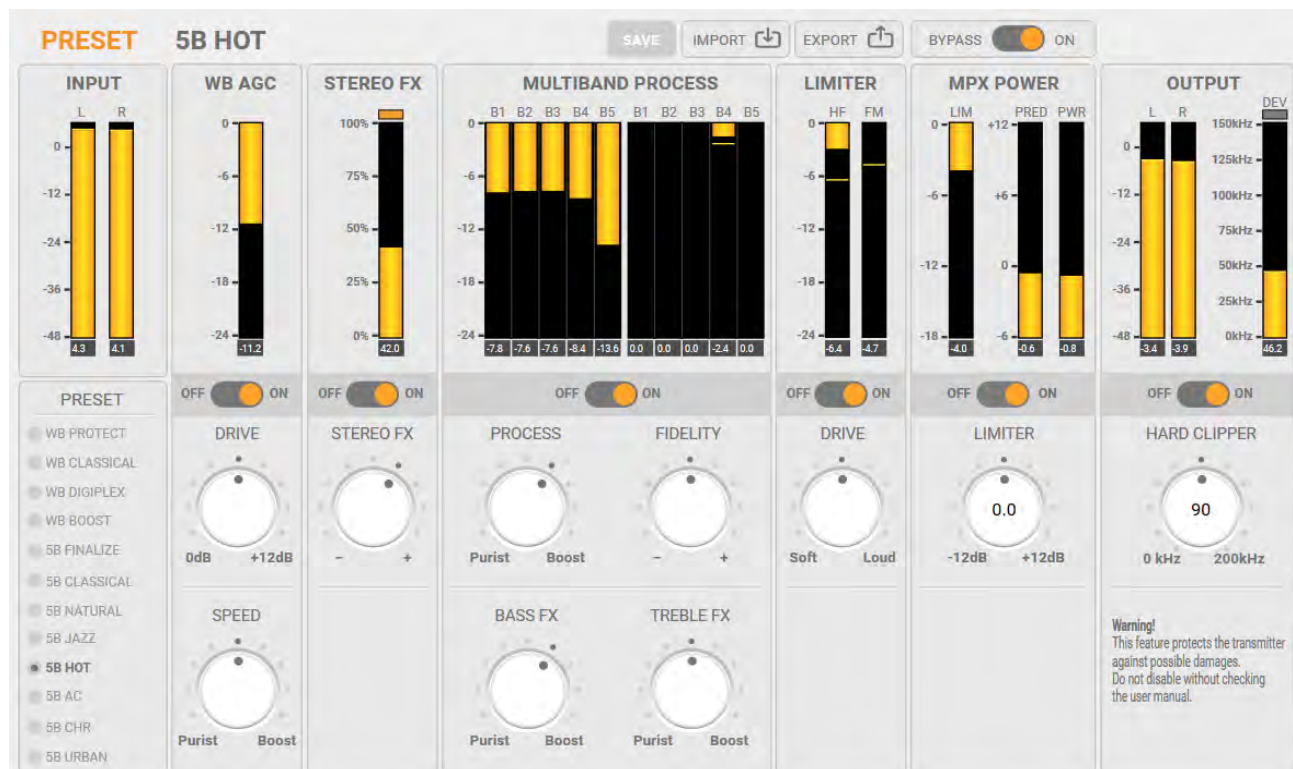 PRESET 5B HOT SAVE IMPORT EXPORT BYPASS ON
INPUT WB AGC STEREO FX MULTIBAND PROCESS LIMITER MPX POWER OUTPUT
L R B1 B2 B3 B4 B5 B1 B2 B3 B4 B5 HF FM LIM PRED PWR L R DEV
0
-12
-24
-36
-48
4.3 4.1
0
-6
-12
-18
-24
-11.2
100%
75%
50%
25%
0%
42.0
0
-6
-12
-18
-24
-7.8 -7.6 -7.6 -8.4 -13.6 0.0 0.0 0.0 -2.4 0.0
0
-6
-12
-18
-24
-6.4 -4.7
0
-6
-12
-18
-4.0
+12
+6
0
-6
-0.6 -0.8
0
-12
-24
-36
-48
-3.4 -3.9
150kHz
125kHz
100kHz
75kHz
50kHz
25kHz
0kHz
46.2
PRESET
WB PROTECT
WB CLASSICAL
WB DIGIPLEX
WB BOOST
5B FINALIZE
5B CLASSICAL
5B NATURAL
5B JAZZ
5B HOT
5B AC
5B CHR
5B URBAN
OFF ON
DRIVE
0dB +12dB
SPEED
Purist Boost
OFF ON
STEREO FX
– +
OFF ON
PROCESS FIDELITY
Purist Boost – +
BASS FX TREBLE FX
Purist Boost Purist Boost
OFF ON
DRIVE
Soft Loud
OFF ON
LIMITER
0.0
-12dB +12dB
OFF ON
HARD CLIPPER
90
0 kHz 200kHz
Warning!
This feature protects the transmitter
against possible damages.
Do not disable without checking
the user manual.